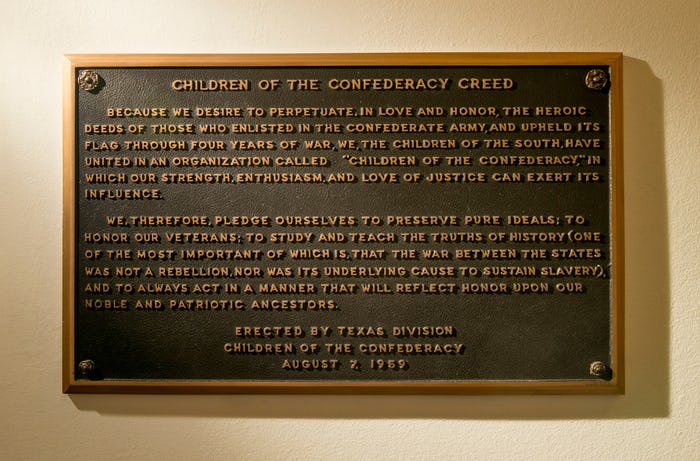 CHILDREN OF THE CONFEDERACY CREED
BECAUSE WE DESIRE TO PERPETUATE, IN LOVE AND HONOR, THE HEROIC
DEEDS OF THOSE WHO ENLISTED IN THE CONFEDERATE ARMY, AND UPHELD ITS
FLAG THROUGH FOUR YEARS OF WAR, WE, THE CHILDREN OF THE SOUTH, HAVE
UNITED IN AN ORGANIZATION CALLED "CHILDREN OF THE CONFEDERACY," IN
WHICH OUR STRENGTH, ENTHUSIASM, AND LOVE OF JUSTICE CAN EXERT ITS
INFLUENCE.
WE, THEREFORE, PLEDGE OURSELVES TO PRESERVE PURE IDEALS; TO
HONOR OUR VETERANS; TO STUDY AND TEACH THE TRUTHS OF HISTORY (ONE
OF THE MOST IMPORTANT OF WHICH IS, THAT THE WAR BETWEEN THE STATES
WAS NOT A REBELLION, NOR WAS ITS UNDERLYING CAUSE TO SUSTAIN SLAVERY),
AND TO ALWAYS ACT IN A MANNER THAT WILL REFLECT HONOR UPON OUR
NOBLE AND PATRIOTIC ANCESTORS.
ERECTED BY TEXAS DIVISION
CHILDREN OF THE CONFEDERACY
AUGUST 7, 1959